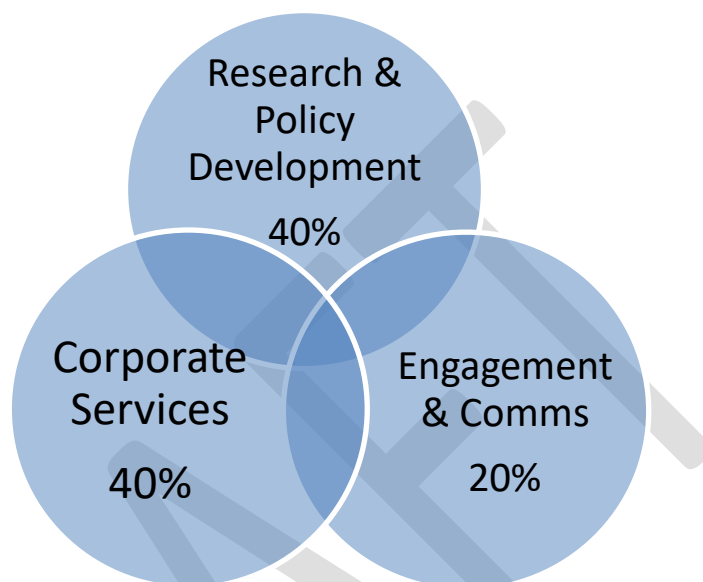 Research &
Policy
Development
40%
Corporate
Services
40%
Engagement
& Comms
20%